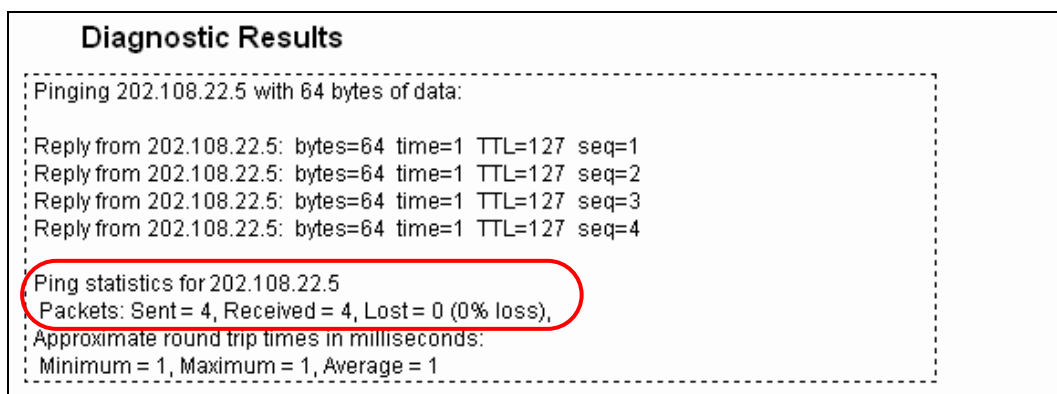 Diagnostic Results
Pinging 202.108.22.5 with 64 bytes of data:
Reply from 202.108.22.5: bytes=64 time=1 TTL=127 seq=1
Reply from 202.108.22.5: bytes=64 time=1 TTL=127 seq=2
Reply from 202.108.22.5: bytes=64 time=1 TTL=127 seq=3
Reply from 202.108.22.5: bytes=64 time=1 TTL=127 seq=4
Ping statistics for 202.108.22.5
Packets: Sent = 4, Received = 4, Lost = 0 (0% loss),
Approximate round trip times in milliseconds:
Minimum = 1, Maximum = 1, Average = 1